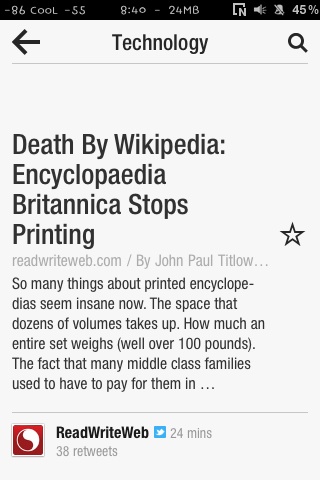 -86 COOL -55 8:40 - 24MB N 45%
Technology
Death By Wikipedia:
Encyclopaedia
Britannica Stops
Printing
readwriteweb.com / By John Paul Titlow…
So many things about printed encyclope-
dias seem insane now. The space that
dozens of volumes takes up. How much an
entire set weighs (well over 100 pounds).
The fact that many middle class families
used to have to pay for them in …
ReadWriteWeb 24 mins
38 retweets